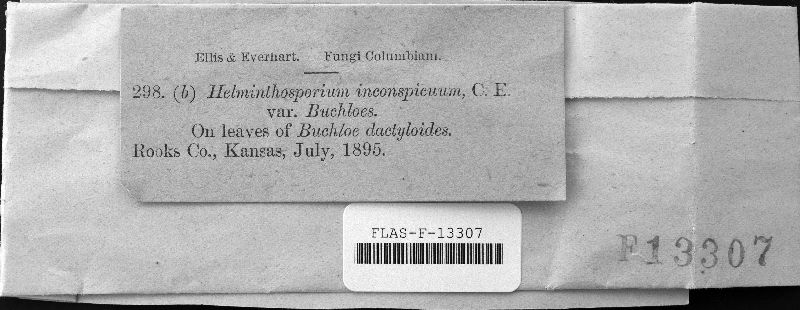 Ellis & Everhart. Fungi Columbiani.
298. (b) Helminthosporium inconspicuum, C. E.
var. Buchloes.
On leaves of Buchloe dactyloides.
Rooks Co., Kansas, July, 1895.
FLAS-F-13307
F13307